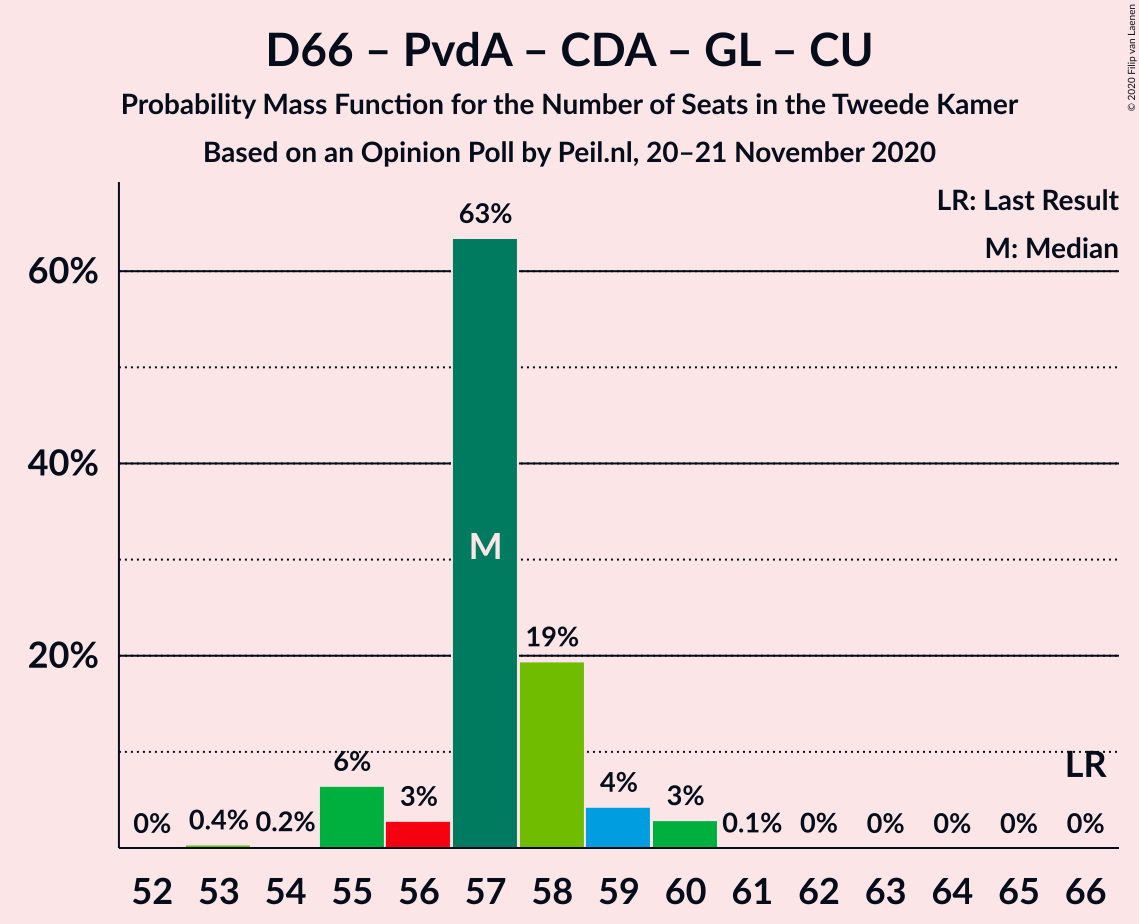 D66 – PvdA – CDA – GL – CU
Probability Mass Function for the Number of Seats in the Tweede Kamer
Based on an Opinion Poll by Peil.nl, 20–21 November 2020
© 2020 Filip van Laenen
LR: Last Result
M: Median
63%
60%
40%
M
19%
20%
6%
3%
4%
3%
LR
0%
0.4%
0.2%
0.1%
0%
0%
0%
0%
0%
52 53 54 55 56 57 58 59 60 61 62 63 64 65 66